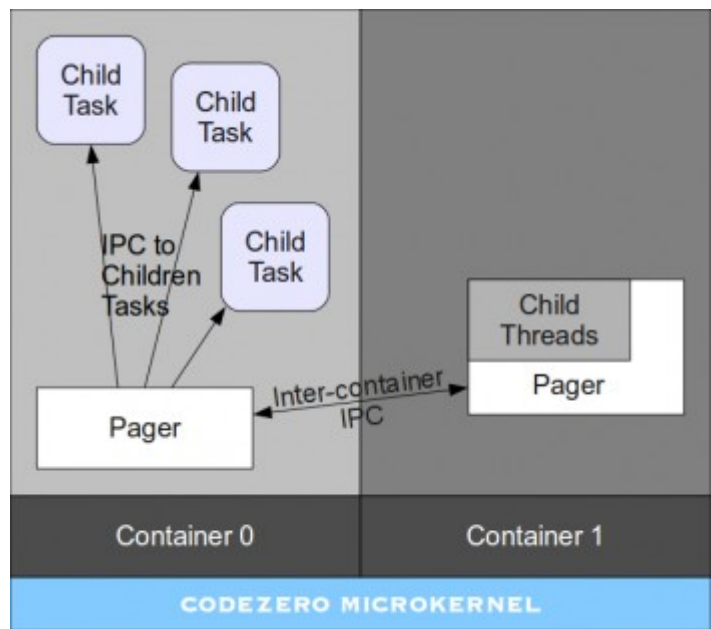 Child
Task
Child
Task
Child
Task
IPC to
Children
Tasks
Pager
Inter-container
IPC
Child
Threads
Pager
Container 0
Container 1
CODEZERO MICROKERNEL